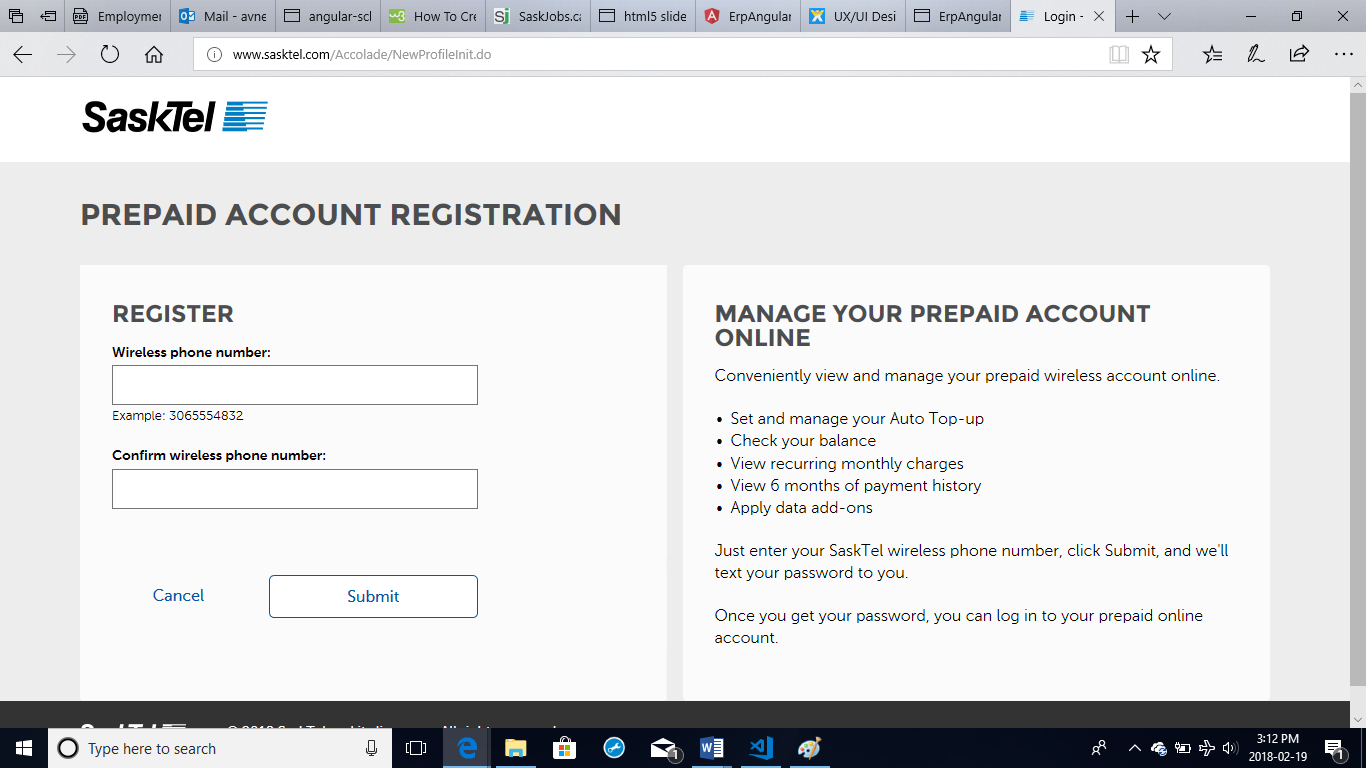 Employmer
Mail - avne
angular-scl
How To Cre
SaskJobs.ca
html5 slide
ErpAngular
UX/UI Desi
ErpAngular
Login -
www.sasktel.com/Accolade/NewProfileInit.do
SaskTel
PREPAID ACCOUNT REGISTRATION
REGISTER
Wireless phone number:
Example: 3065554832
Confirm wireless phone number:
Cancel
Submit
MANAGE YOUR PREPAID ACCOUNT
ONLINE
Conveniently view and manage your prepaid wireless account online.
• Set and manage your Auto Top-up
• Check your balance
• View recurring monthly charges
• View 6 months of payment history
• Apply data add-ons
Just enter your SaskTel wireless phone number, click Submit, and we'll
text your password to you.
Once you get your password, you can log in to your prepaid online
account.
Type here to search
3:12 PM
2018-02-19